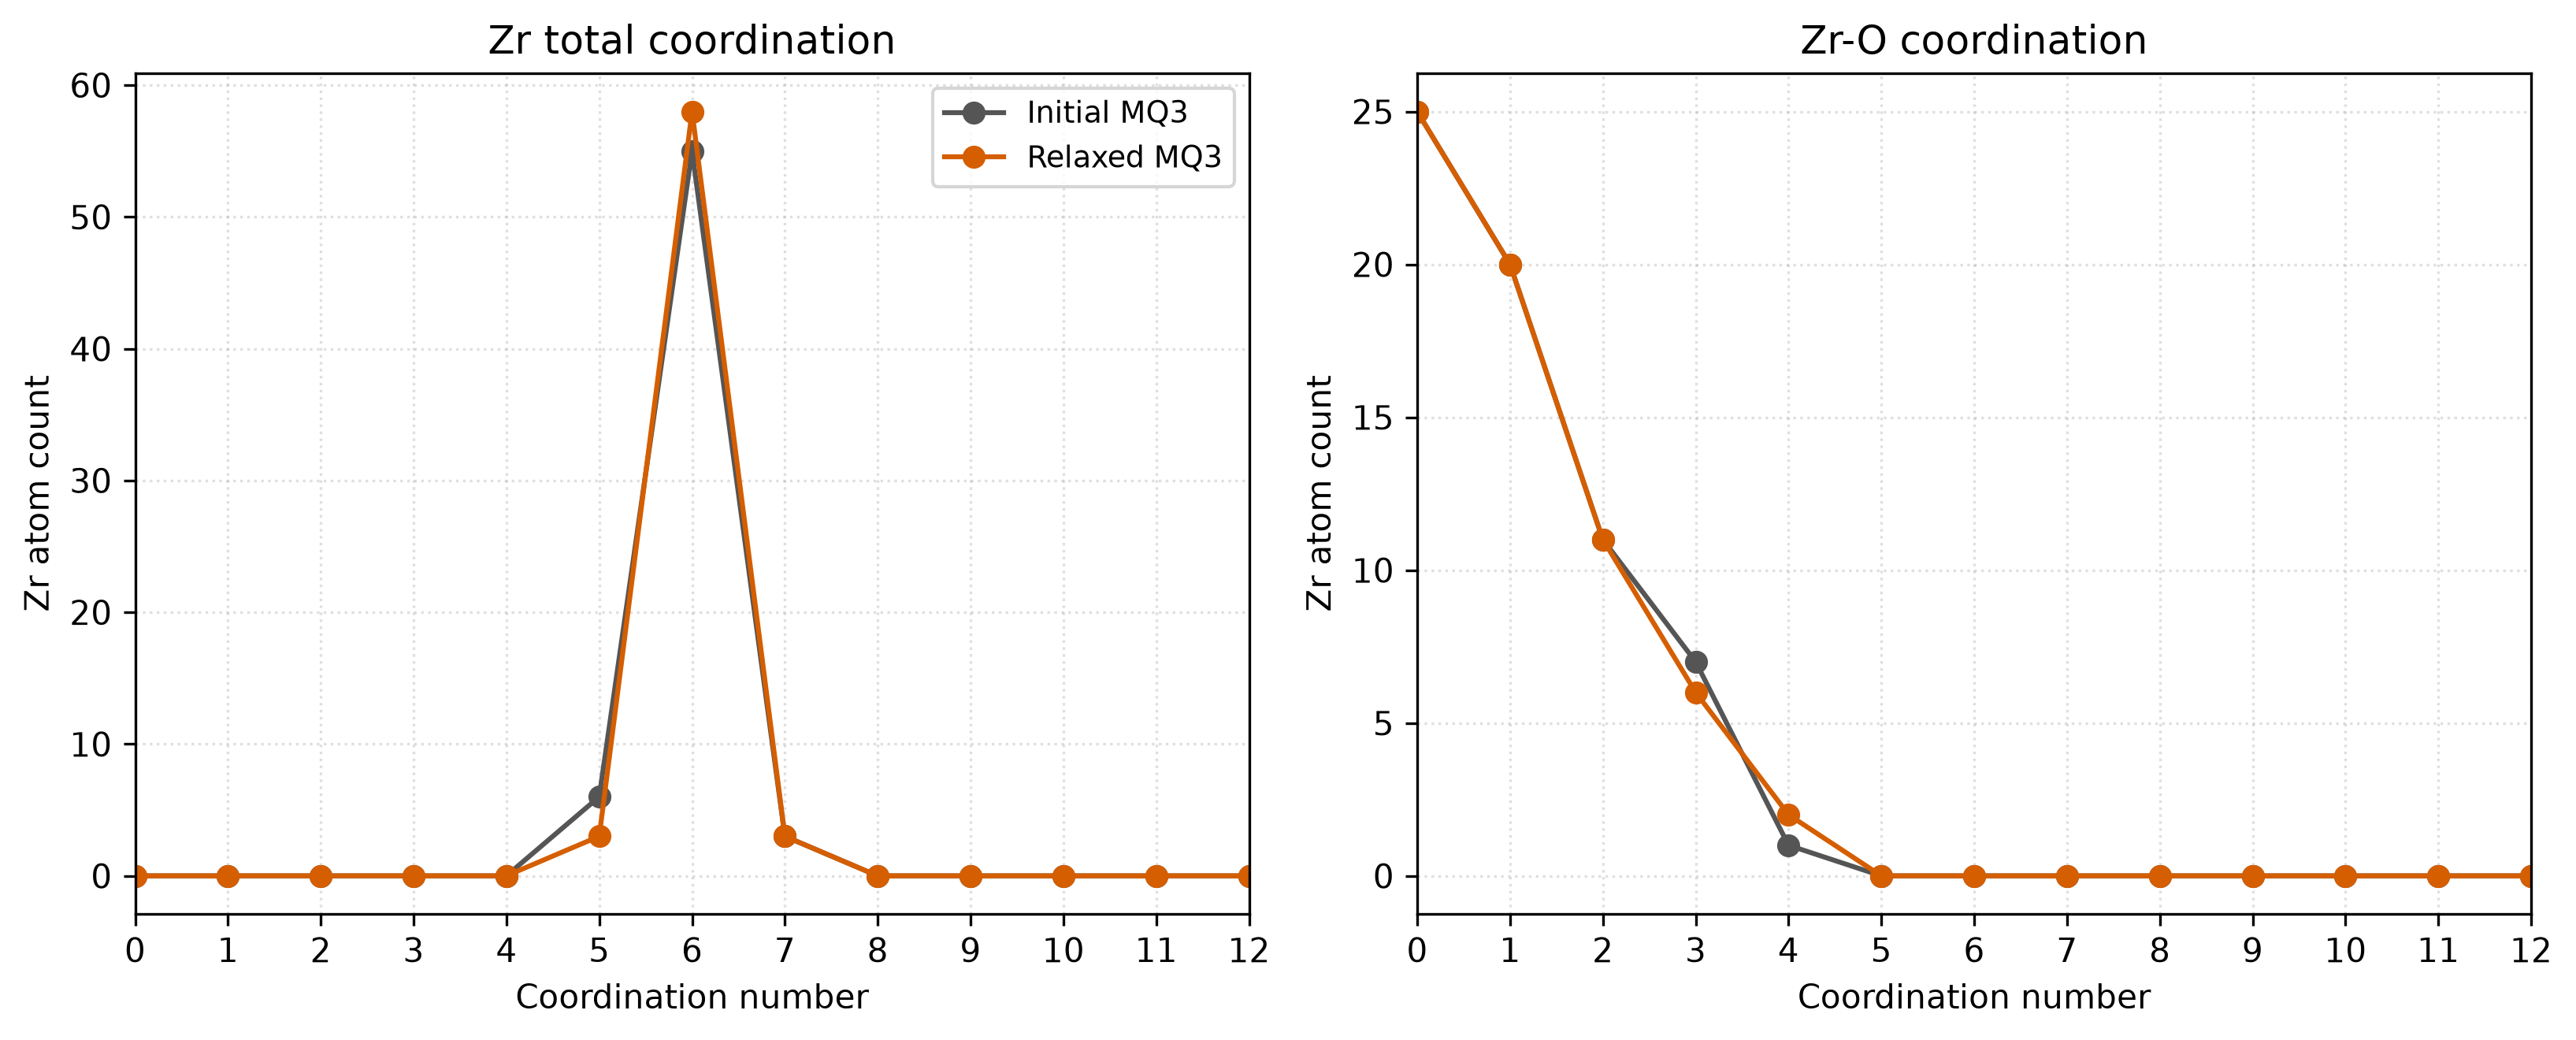 Zr total coordination
60
50
40
30
20
10
0
Zr atom count
Initial MQ3
Relaxed MQ3
0 1 2 3 4 5 6 7 8 9 10 11 12
Coordination number
Zr-O coordination
25
20
15
10
5
0
Zr atom count
0 1 2 3 4 5 6 7 8 9 10 11 12
Coordination number